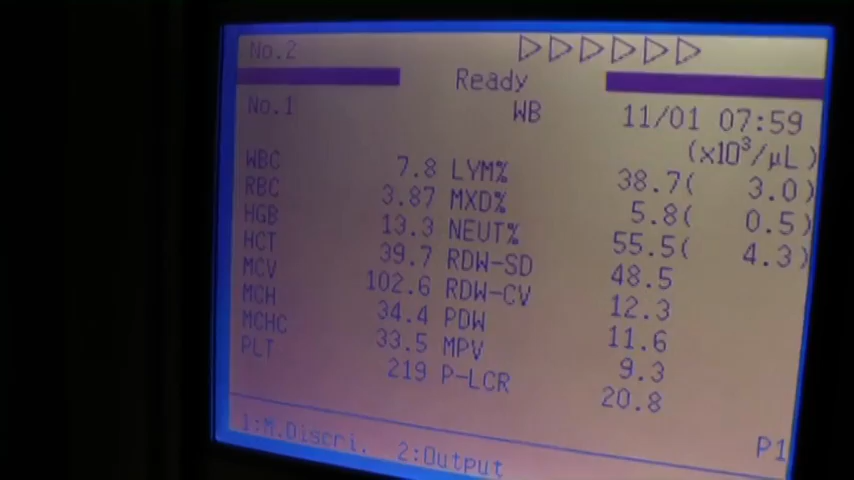 No.2 ▷▷▷▷▷▷
Ready
No.1 WB 11/01 07:59
(x10³/µL)
WBC 7.8 LYM% 38.7( 3.0)
RBC 3.87 MXD% 5.8( 0.5)
HGB 13.3 NEUT% 55.5( 4.3)
HCT 39.7 RDW-SD 48.5
MCV 102.6 RDW-CV 12.3
MCH 34.4 PDW 11.6
MCHC 33.5 MPV 9.3
PLT 219 P-LCR 20.8
1:M.Discri. 2:Output P1